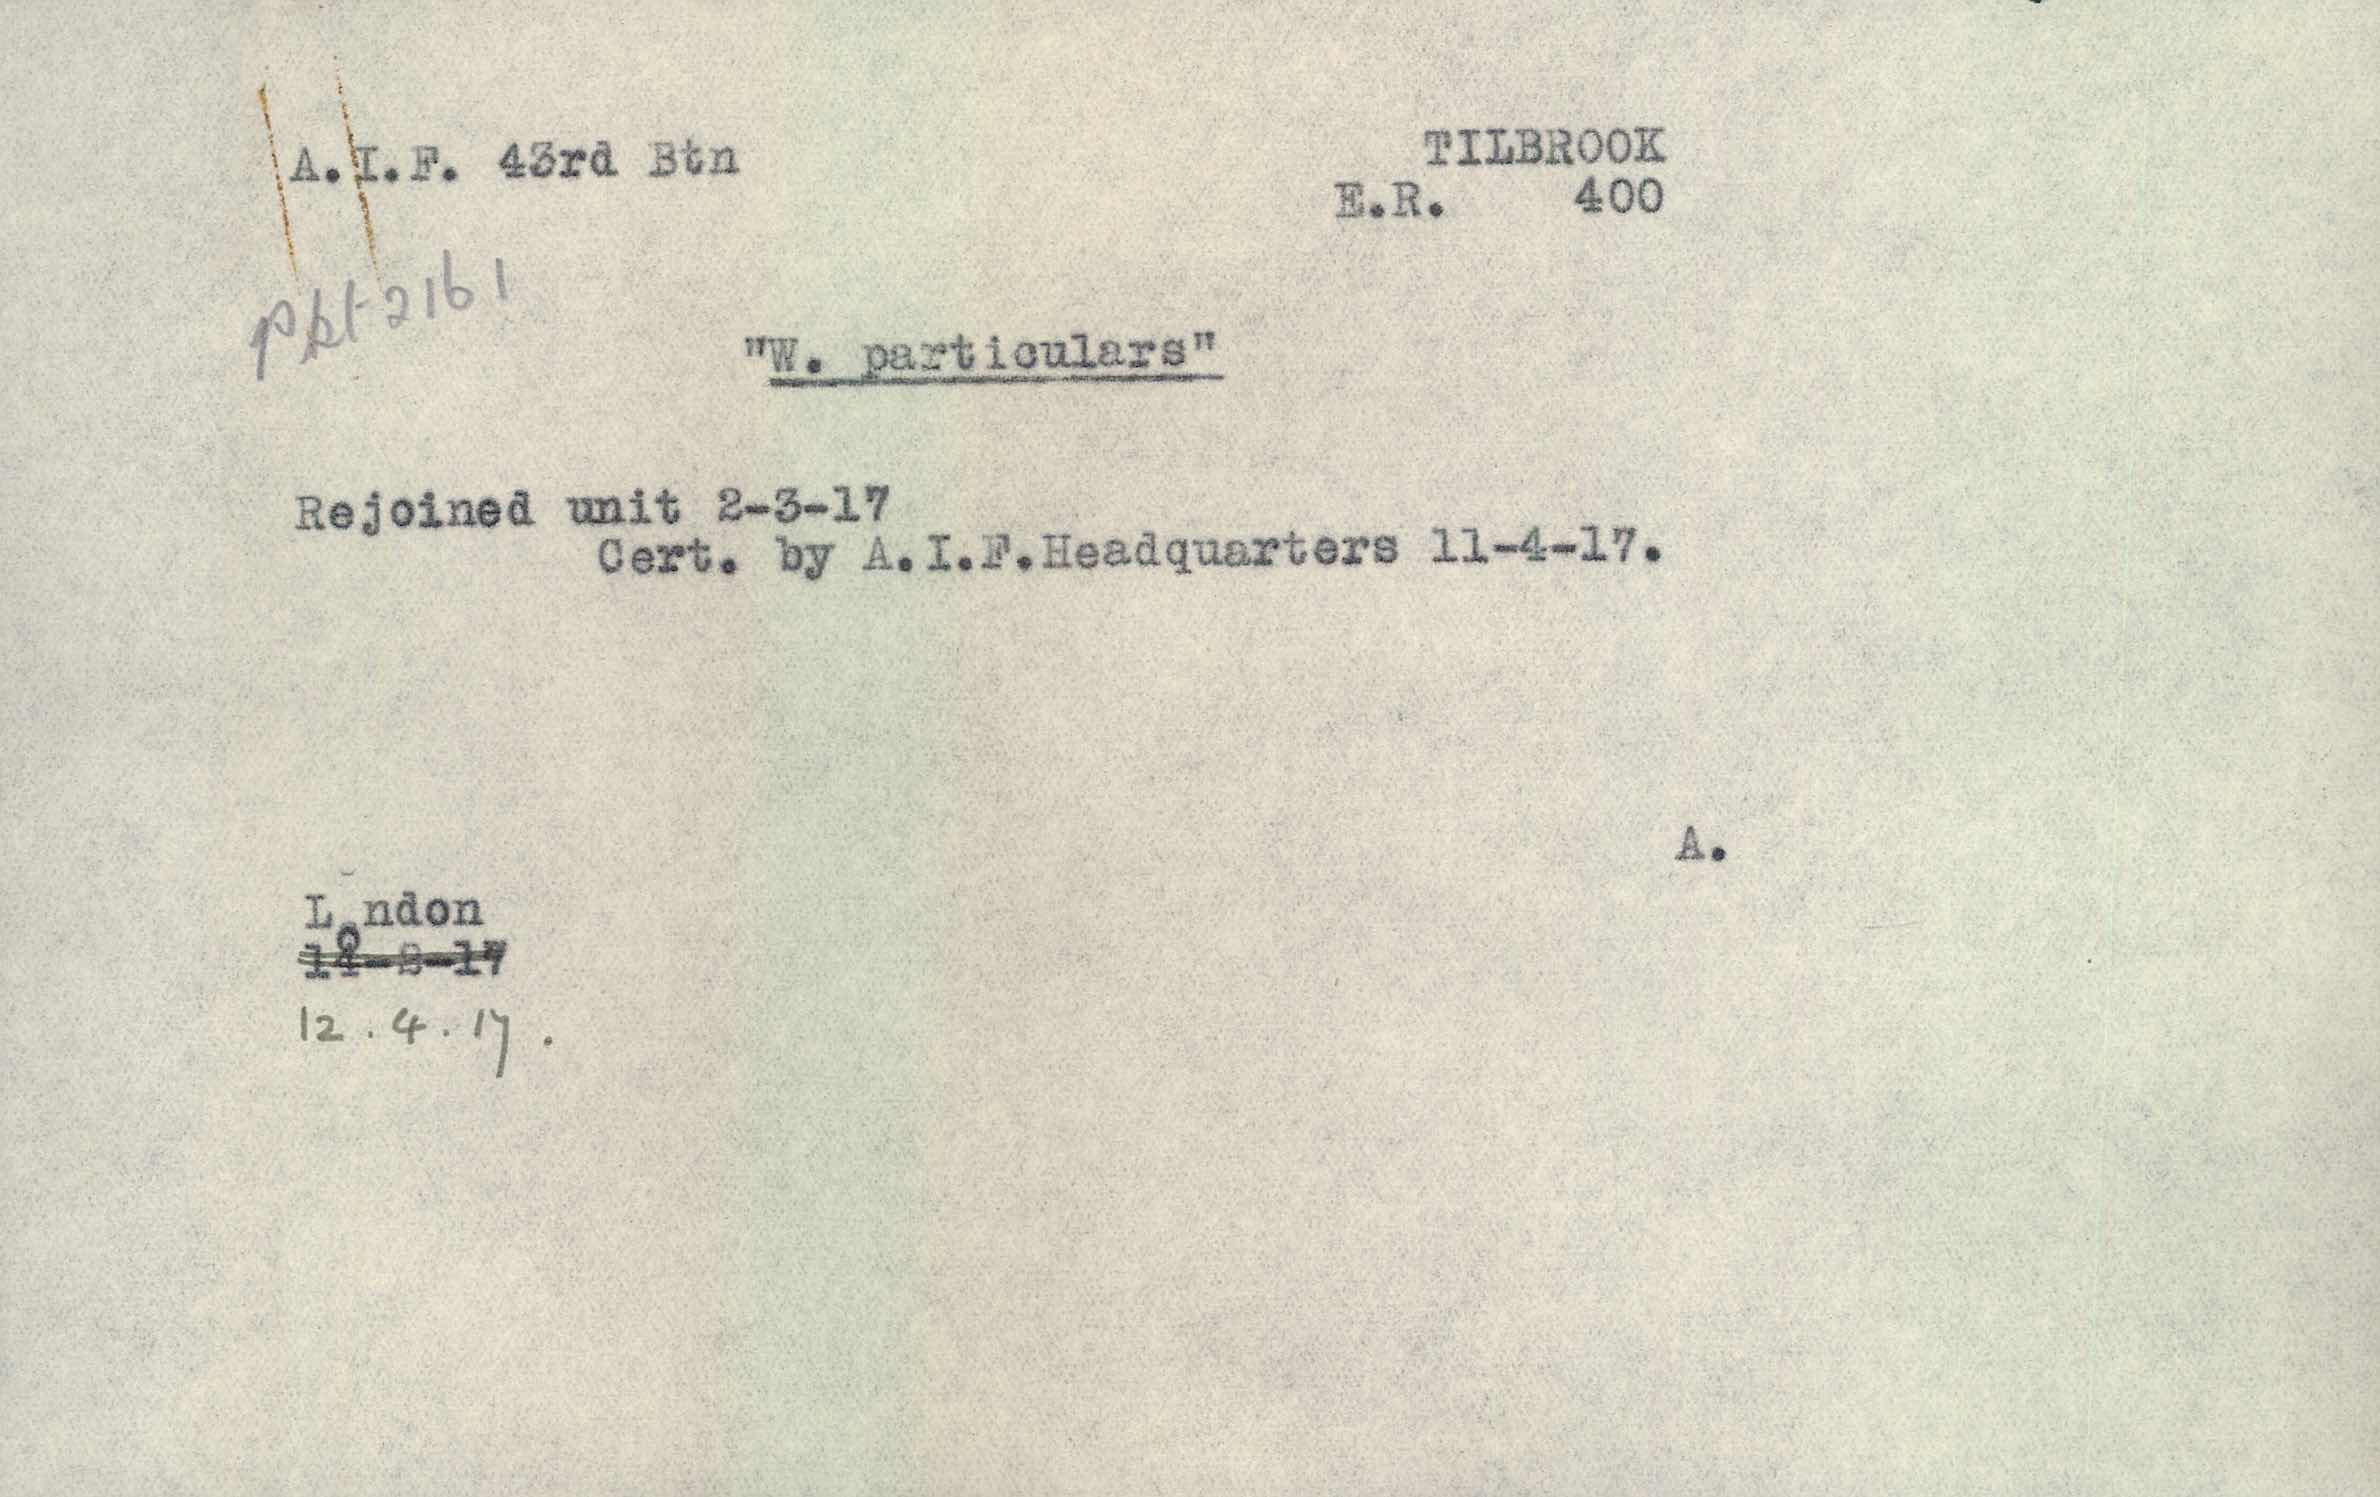 A.I.F. 43rd Btn
TILBROOK
E.R. 400
pkt 2161
"W. particulars"
Rejoined unit 2-3-17
Cert. by A.I.F.Headquarters 11-4-17.
A.
London
12.4.17.